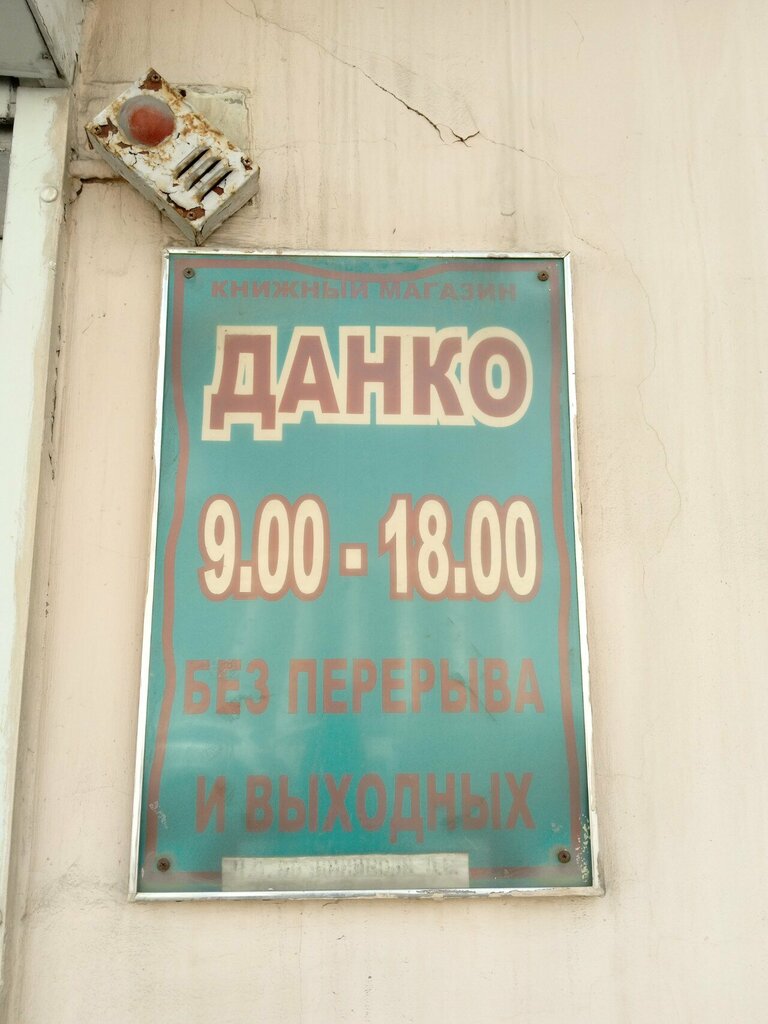 КНИЖНЫЙ МАГАЗИН
ДАНКО
9.00 - 18.00
БЕЗ ПЕРЕРЫВА
И ВЫХОДНЫХ